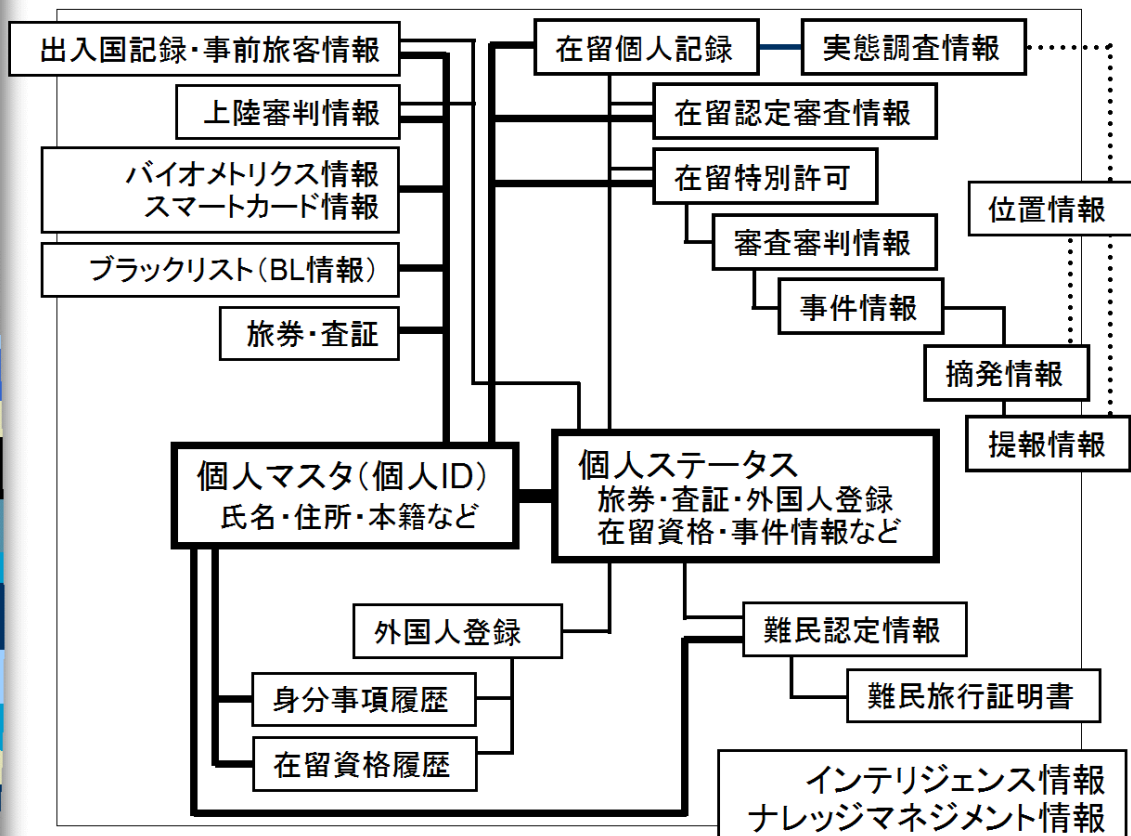 出入国記録・事前旅客情報
在留個人記録
実態調査情報
上陸審判情報
在留認定審査情報
バイオメトリクス情報
スマートカード情報
在留特別許可
位置情報
審査審判情報
ブラックリスト（BL情報）
事件情報
旅券・査証
摘発情報
提報情報
個人マスタ（個人ID）
氏名・住所・本籍など
個人ステータス
旅券・査証・外国人登録
在留資格・事件情報など
外国人登録
難民認定情報
身分事項履歴
難民旅行証明書
在留資格履歴
インテリジェンス情報
ナレッジマネジメント情報